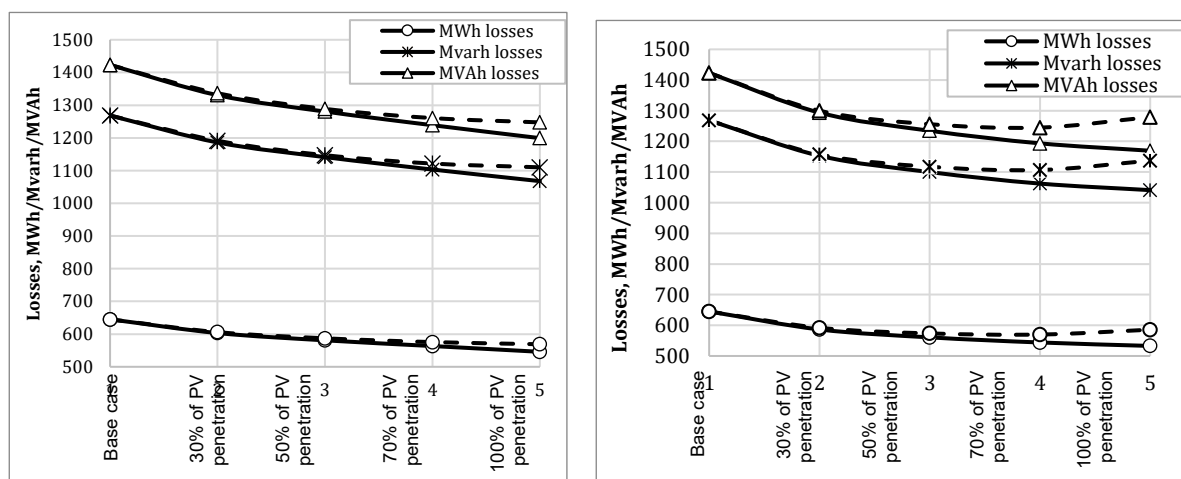 MWh losses
Mvarh losses
MVAh losses
Losses, MWh/Mvarh/MVAh
1500
1400
1300
1200
1100
1000
900
800
700
600
500
3
4
5
Base case
30% of PV
penetration
50% of PV
penetration
70% of PV
penetration
100% of PV
penetration
MWh losses
Mvarh losses
MVAh losses
Losses, MWh/Mvarh/MVAh
1500
1400
1300
1200
1100
1000
900
800
700
600
500
1
2
3
4
5
Base case
30% of PV
penetration
50% of PV
penetration
70% of PV
penetration
100% of PV
penetration